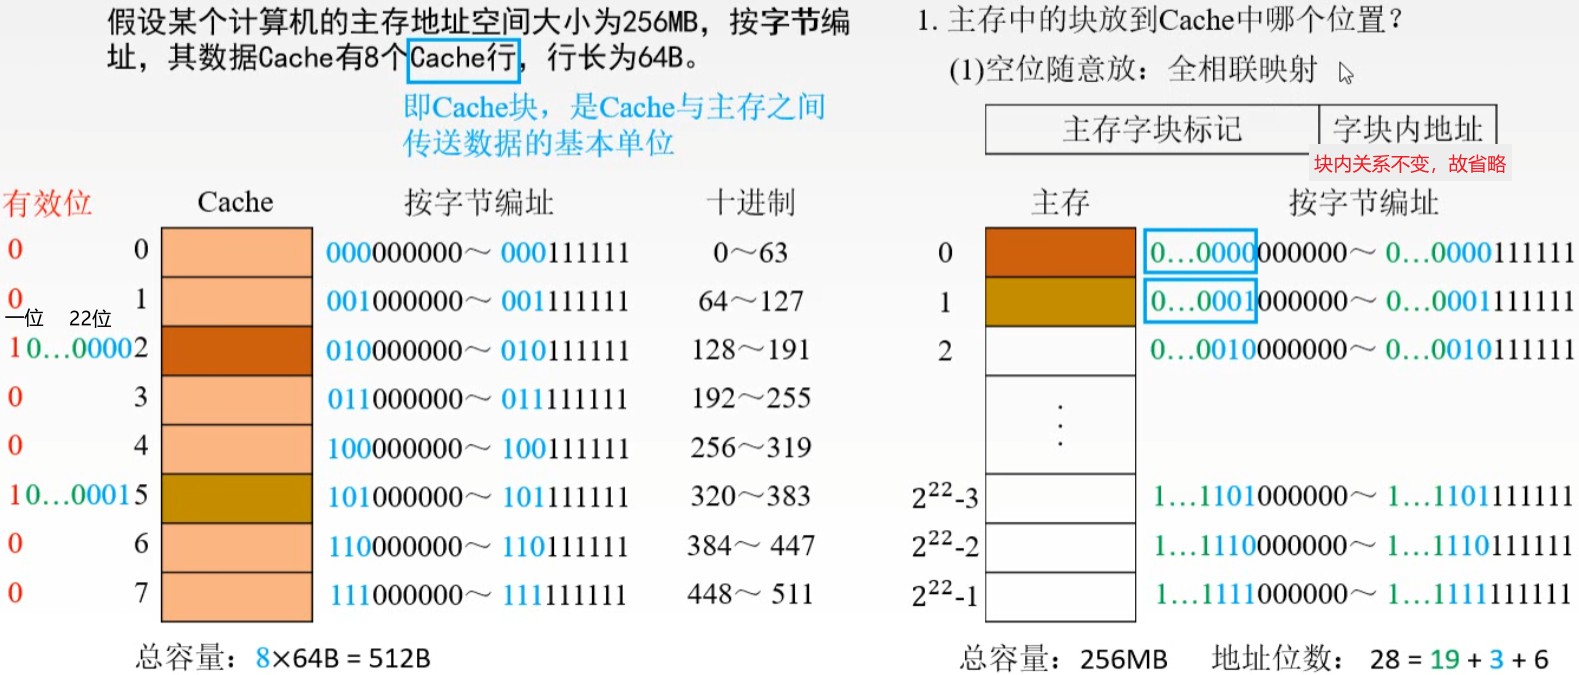 假设某个计算机的主存地址空间大小为256MB，按字节编
址，其数据Cache有8个Cache行，行长为64B。
即Cache块，是Cache与主存之间
传送数据的基本单位
有效位 Cache 按字节编址 十进制
0 0 000000000～ 000111111 0～63
0 1 001000000～ 001111111 64～127
一位 22位
1 0…00002 010000000～ 010111111 128～191
0 3 011000000～ 011111111 192～255
0 4 100000000～ 100111111 256～319
1 0…00015 101000000～ 101111111 320～383
0 6 110000000～ 110111111 384～ 447
0 7 111000000～ 111111111 448～ 511
总容量：8×64B = 512B
1. 主存中的块放到Cache中哪个位置？
(1)空位随意放：全相联映射
主存字块标记 字块内地址
块内关系不变，故省略
主存 按字节编址
0 0…0000000000～ 0…0000111111
1 0…0001000000～ 0…0001111111
2 0…0010000000～ 0…0010111111
⋮
2²²-3 1…1101000000～ 1…1101111111
2²²-2 1…1110000000～ 1…1110111111
2²²-1 1…1111000000～ 1…1111111111
总容量：256MB 地址位数： 28 = 19 + 3 + 6